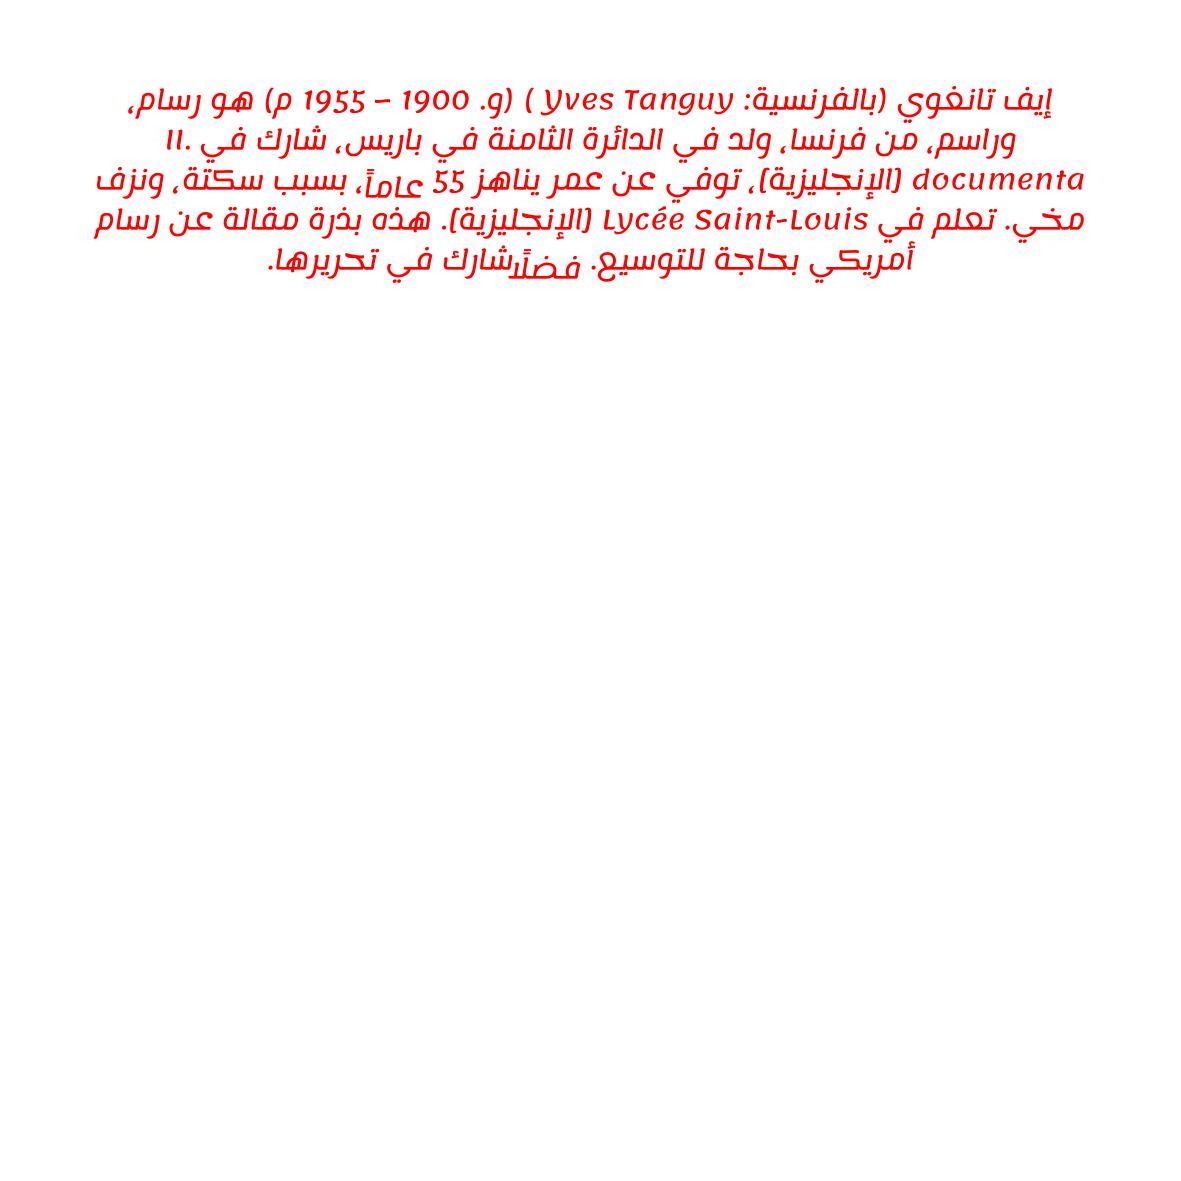 إيف تانغوي (بالفرنسية: Yves Tanguy ) (و. 1900 – 1955 م) هو رسام،
وراسم، من فرنسا، ولد في الدائرة الثامنة في باريس، شارك في II.
documenta (الإنجليزية)، توفي عن عمر يناهز 55 عاماً، بسبب سكتة، ونزف
مخي. تعلم في Lycée Saint-Louis (الإنجليزية). هذه بذرة مقالة عن رسام
أمريكي بحاجة للتوسيع. فضلًاشارك في تحريرها.